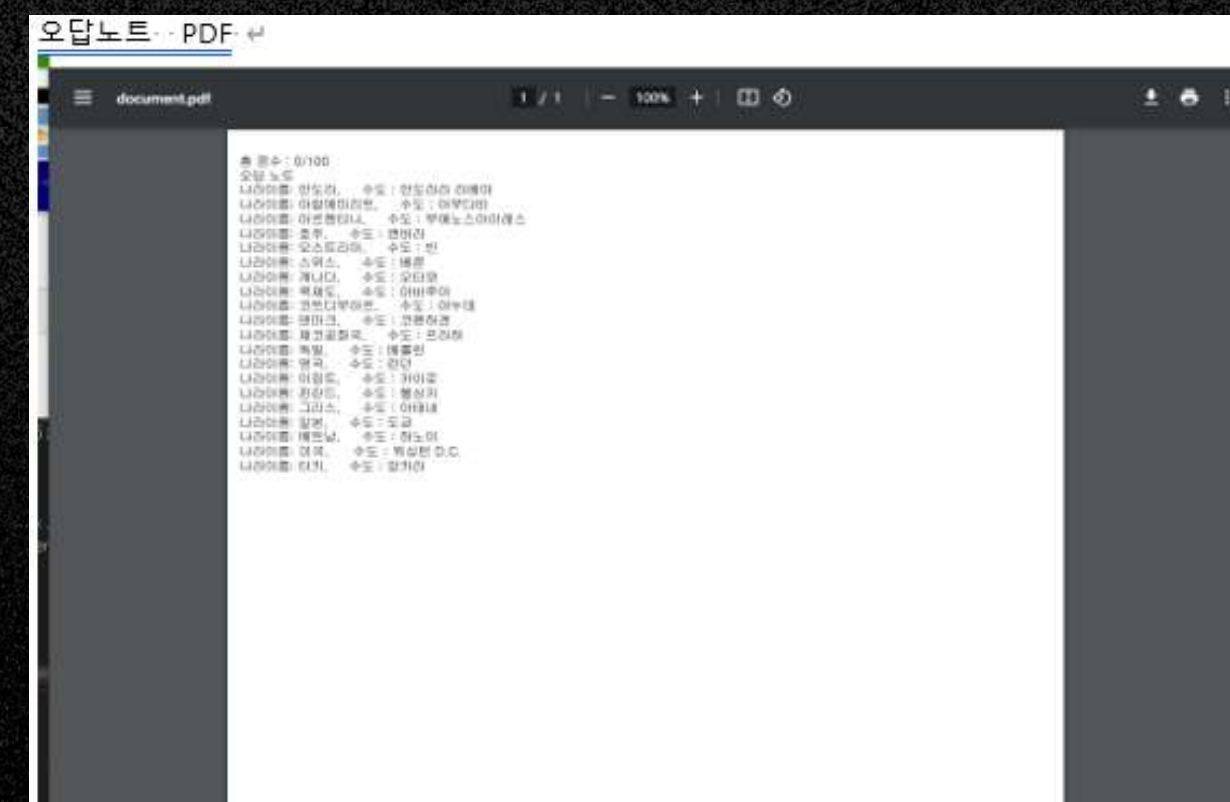 오답노트 PDF
document.pdf
1 / 1 100%
총 점수 : 0/100
오답 노트
나라이름: 안도라, 수도 : 안도라라 라베야
나라이름: 아랍에미리트, 수도 : 아부다비
나라이름: 아르헨티나, 수도 : 부에노스아이레스
나라이름: 호주, 수도 : 캔버라
나라이름: 오스트리아, 수도 : 빈
나라이름: 스위스, 수도 : 베른
나라이름: 캐나다, 수도 : 오타와
나라이름: 수도 : 아바루아
나라이름: 코트디부아르, 수도 :
나라이름: 덴마크, 수도 : 코펜하겐
나라이름: 체코공화국, 수도 : 프라하
나라이름: 독일, 수도 : 베를린
나라이름: 영국, 수도 : 런던
나라이름: 이집트, 수도 : 카이로
나라이름: 핀란드, 수도 : 헬싱키
나라이름: 그리스, 수도 : 아테네
나라이름: 일본, 수도 : 도쿄
나라이름: 베트남, 수도 : 하노이
나라이름: 미국, 수도 : 워싱턴 D.C.
나라이름: 터키, 수도 : 앙카라